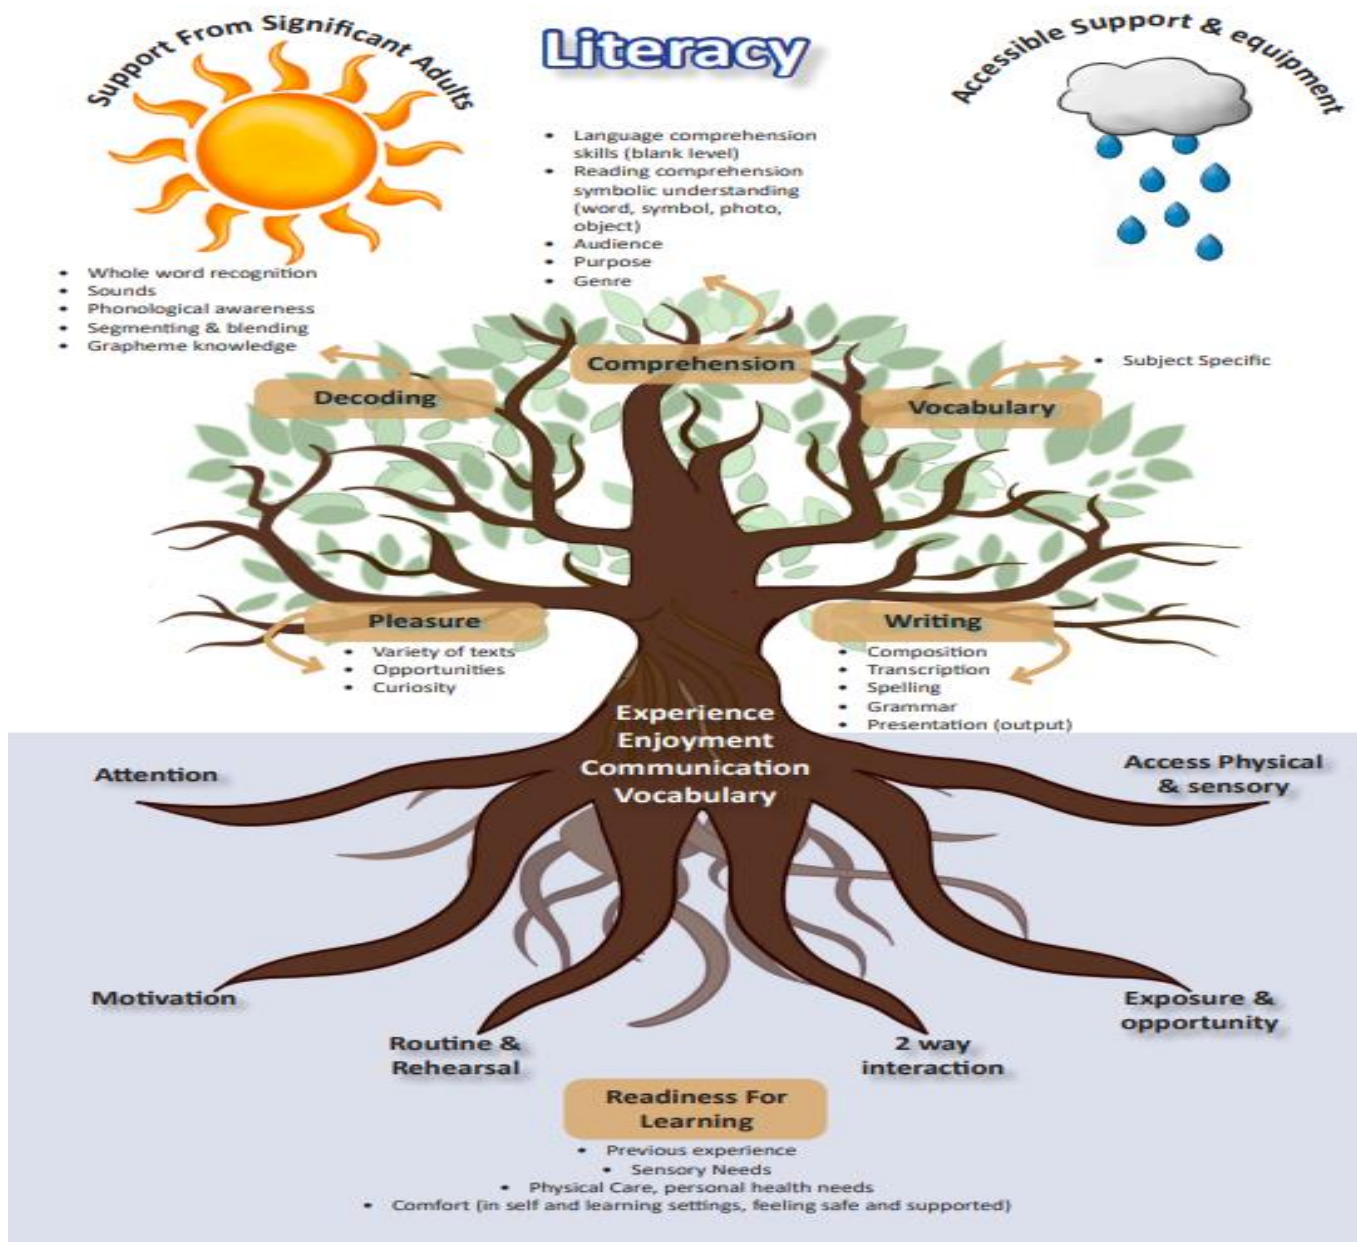 Support From Significant Adults
Literacy
Accessible Support & equipment
• Language comprehension
skills (blank level)
• Reading comprehension
symbolic understanding
(word, symbol, photo,
object)
• Audience
• Purpose
• Genre
• Whole word recognition
• Sounds
• Phonological awareness
• Segmenting & blending
• Grapheme knowledge
Comprehension
• Subject Specific
Decoding
Vocabulary
Pleasure
• Variety of texts
• Opportunities
• Curiosity
Writing
• Composition
• Transcription
• Spelling
• Grammar
• Presentation (output)
Experience
Enjoyment
Communication
Vocabulary
Attention
Access Physical
& sensory
Motivation
Exposure &
opportunity
Routine &
Rehearsal
2 way
interaction
Readiness For
Learning
• Previous experience
• Sensory Needs
• Physical Care, personal health needs
• Comfort (in self and learning settings, feeling safe and supported)